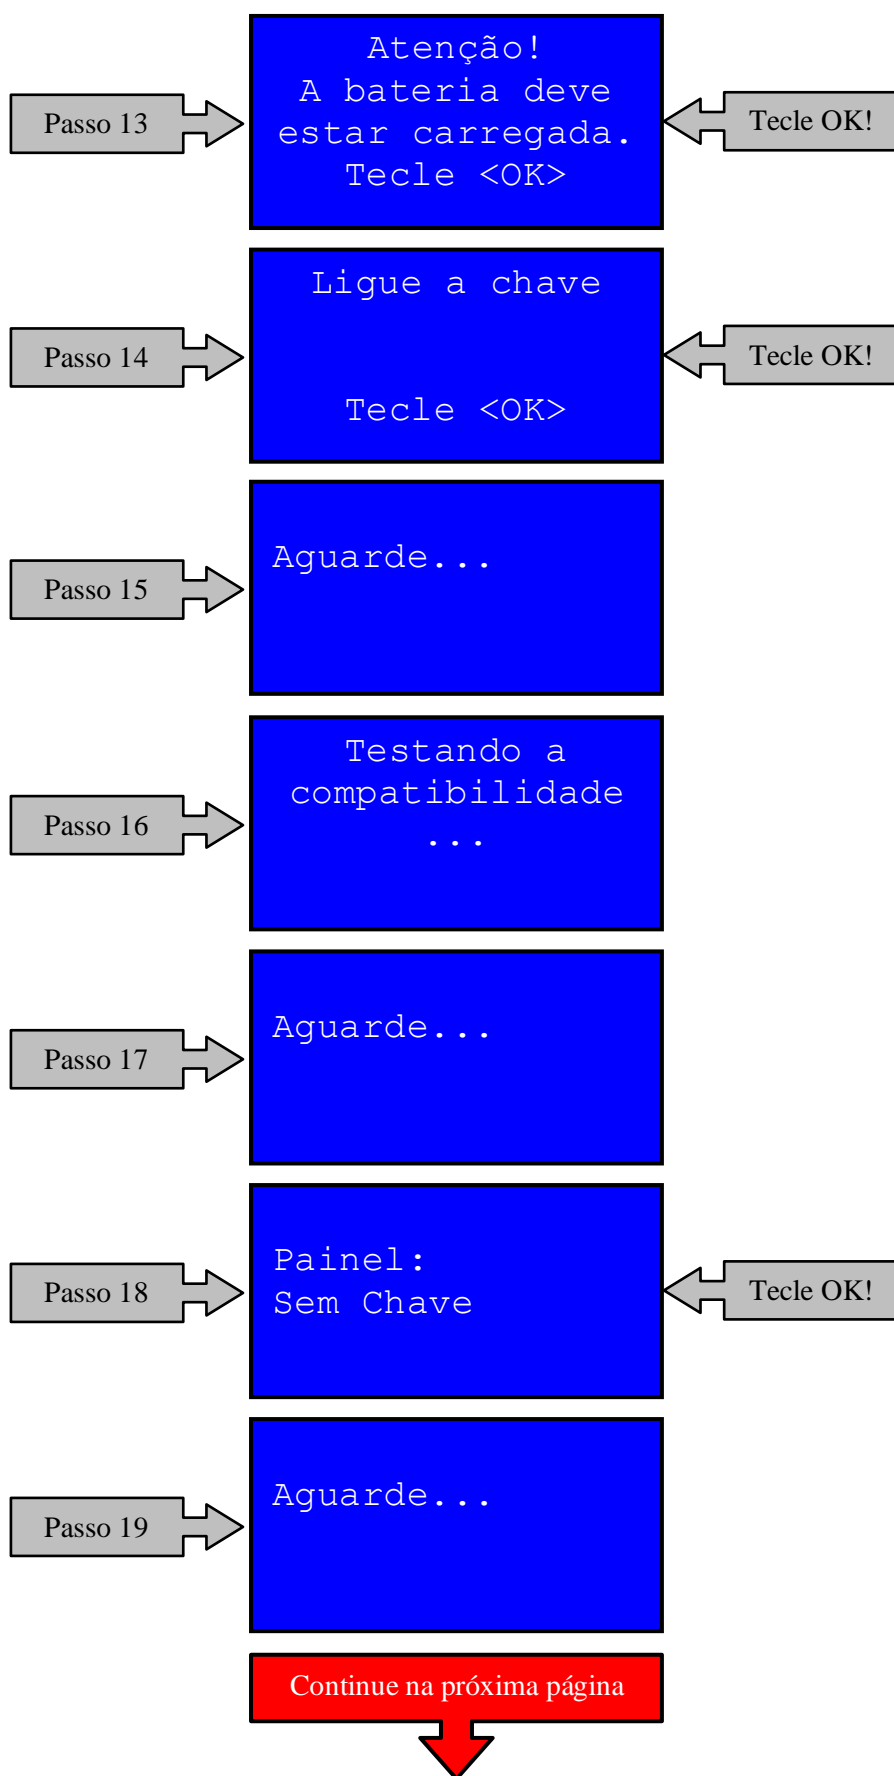 Atenção!
A bateria deve
estar carregada.
Tecle <OK>
Passo 13
Tecle OK!
Ligue a chave
Tecle <OK>
Passo 14
Tecle OK!
Aguarde...
Passo 15
Testando a
compatibilidade
...
Passo 16
Aguarde...
Passo 17
Painel:
Sem Chave
Passo 18
Tecle OK!
Aguarde...
Passo 19
Continue na próxima página